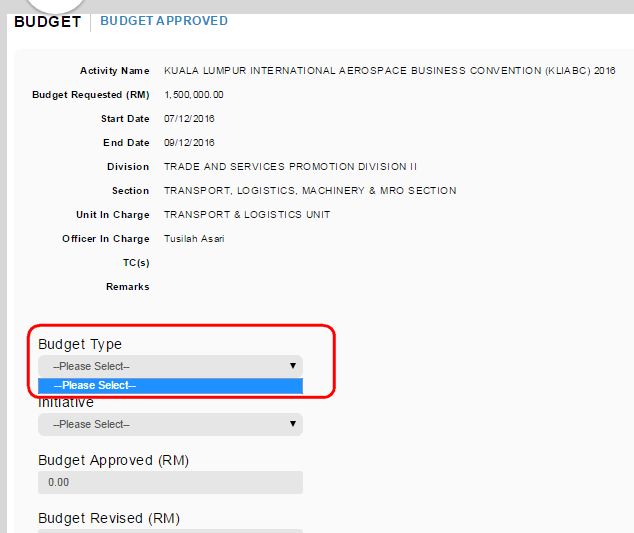 BUDGET BUDGET APPROVED
Activity Name KUALA LUMPUR INTERNATIONAL AEROSPACE BUSINESS CONVENTION (KLIABC) 2016
Budget Requested (RM) 1,500,000.00
Start Date 07/12/2016
End Date 09/12/2016
Division TRADE AND SERVICES PROMOTION DIVISION II
Section TRANSPORT, LOGISTICS, MACHINERY & MRO SECTION
Unit In Charge TRANSPORT & LOGISTICS UNIT
Officer In Charge Tusilah Asari
TC(s)
Remarks
Budget Type
--Please Select--
--Please Select--
Initiative
--Please Select--
Budget Approved (RM)
0.00
Budget Revised (RM)